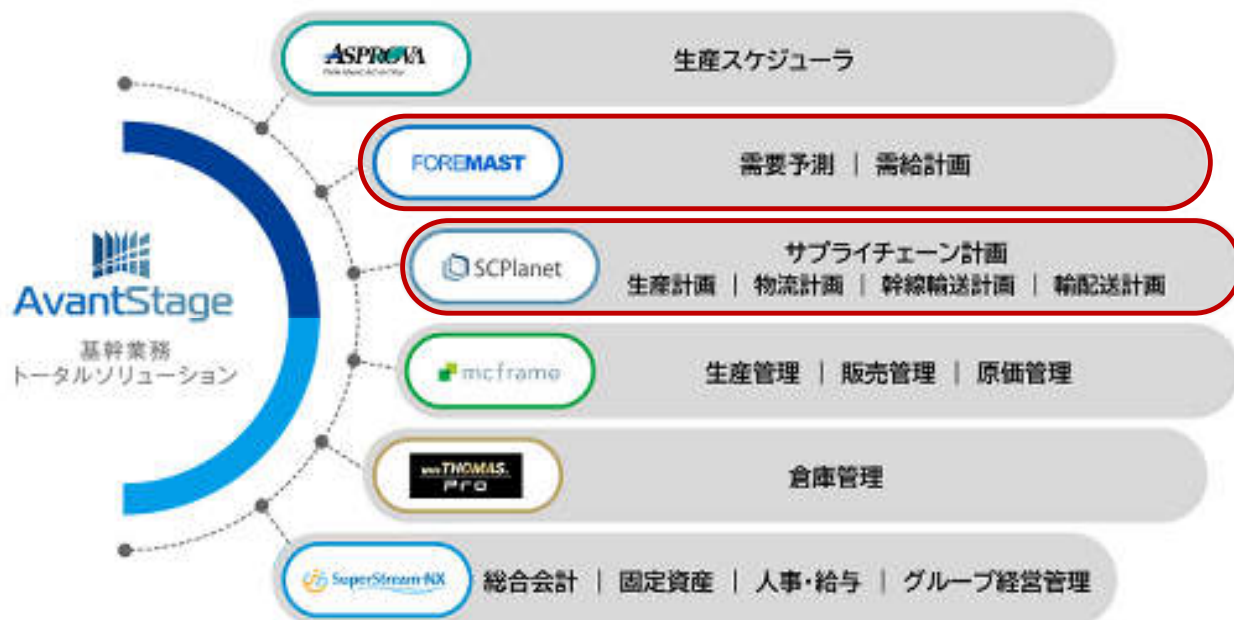 ASPROVA
生産スケジューラ
FOREMAST
需要予測 | 需給計画
SCPlanet
サプライチェーン計画
生産計画 | 物流計画 | 幹線輸送計画 | 輸配送計画
AvantStage
基幹業務
トータルソリューション
mcframe
生産管理 | 販売管理 | 原価管理
THOMAS.
Pro
倉庫管理
SuperStream-NX
総合会計 | 固定資産 | 人事・給与 | グループ経営管理